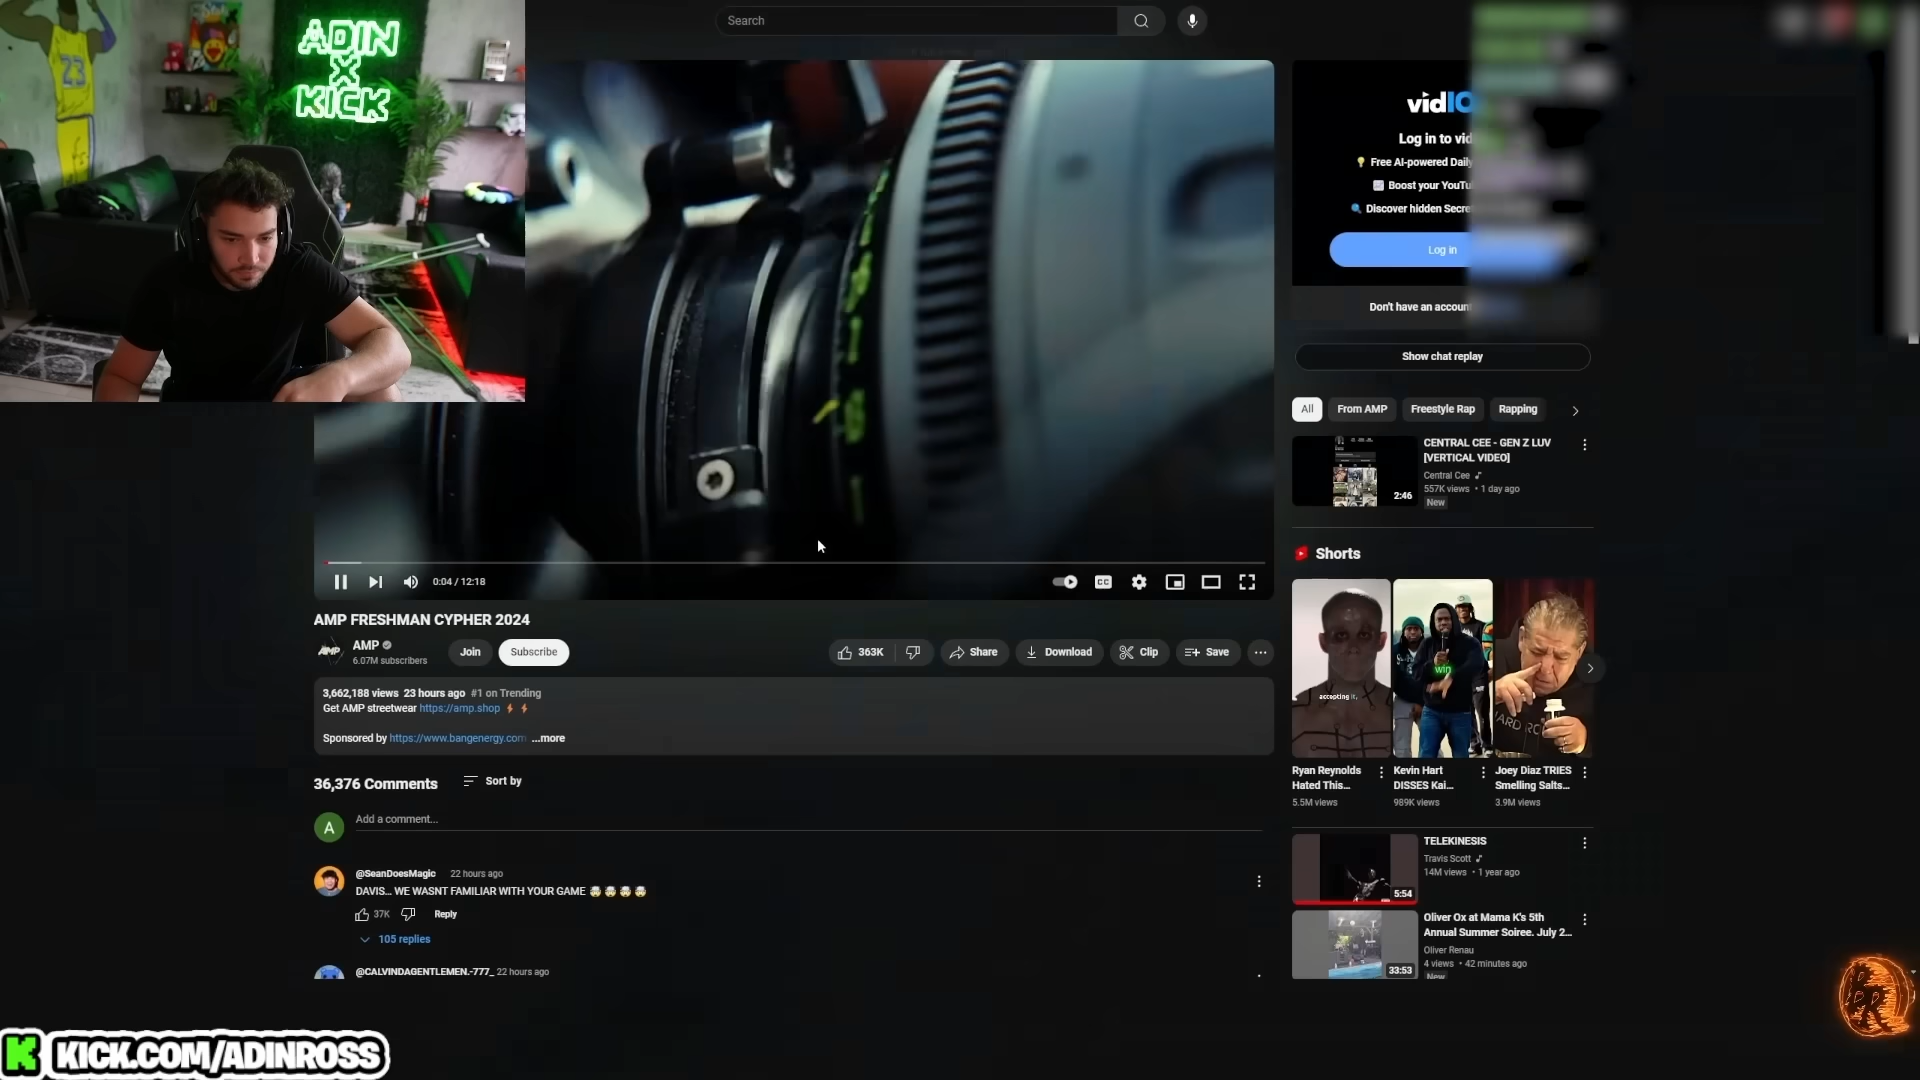 ADIN
X
KICK
23
Search
vidIQ
Log in to vid
Free AI-powered Daily
Boost your YouTu
Discover hidden Secre
Log in
Don't have an accoun
Show chat replay
All
From AMP
Freestyle Rap
Rapping
CENTRAL CEE - GEN Z LUV
[VERTICAL VIDEO]
Central Cee
557K views • 1 day ago
New
2:46
Shorts
accepting it,
win
Ryan Reynolds
Hated This...
5.5M views
Kevin Hart
DISSES Kai...
989K views
Joey Diaz TRIES
Smelling Salts...
3.9M views
TELEKINESIS
Travis Scott
14M views • 1 year ago
5:54
Oliver Ox at Mama K's 5th
Annual Summer Soiree. July 2...
Oliver Renau
4 views • 42 minutes ago
New
33:53
0:04 / 12:18
CC
AMP FRESHMAN CYPHER 2024
AMP
6.07M subscribers
Join
Subscribe
363K
Share
Download
Clip
Save
3,662,188 views 23 hours ago #1 on Trending
Get AMP streetwear https://amp.shop
Sponsored by https://www.bangenergy.com ...more
36,376 Comments
Sort by
A
Add a comment...
@SeanDoesMagic 22 hours ago
DAVIS... WE WASNT FAMILIAR WITH YOUR GAME 🤯🤯🤯🤯
37K
Reply
105 replies
@CALVINDAGENTLEMEN.-777_ 22 hours ago
K KICK.COM/ADINROSS